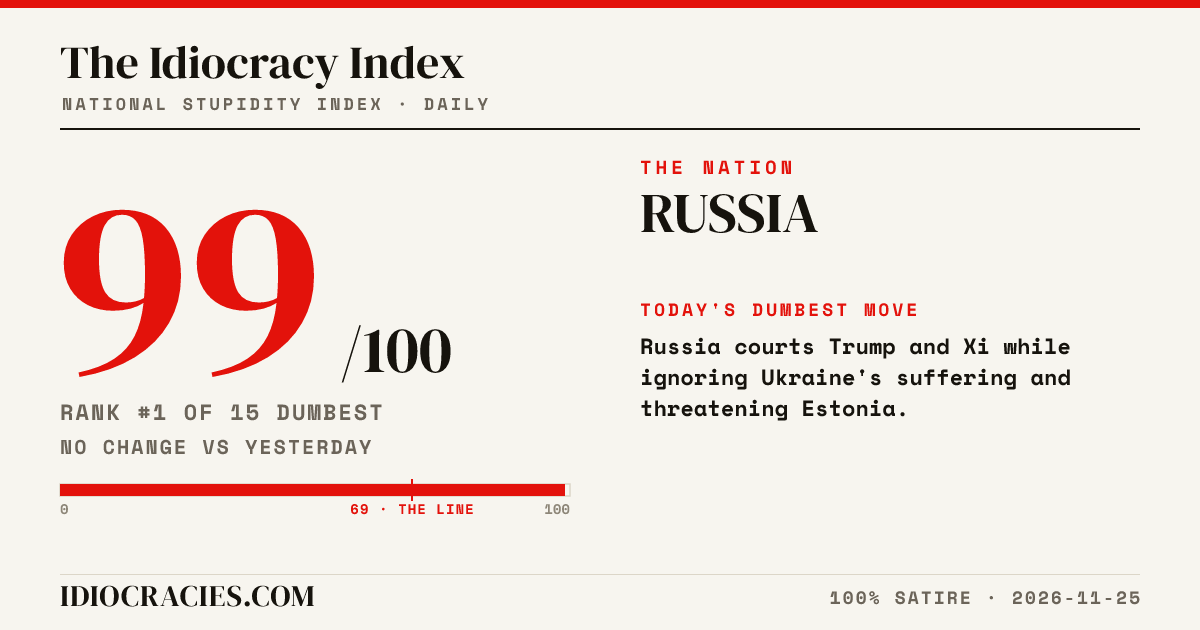 The Idiocracy Index
NATIONAL STUPIDITY INDEX · DAILY
99 /100
RANK #1 OF 15 DUMBEST
NO CHANGE VS YESTERDAY
0
69 · THE LINE
100
THE NATION
RUSSIA
TODAY'S DUMBEST MOVE
Russia courts Trump and Xi while
ignoring Ukraine's suffering and
threatening Estonia.
IDIOCRACIES.COM
100% SATIRE · 2026-11-25